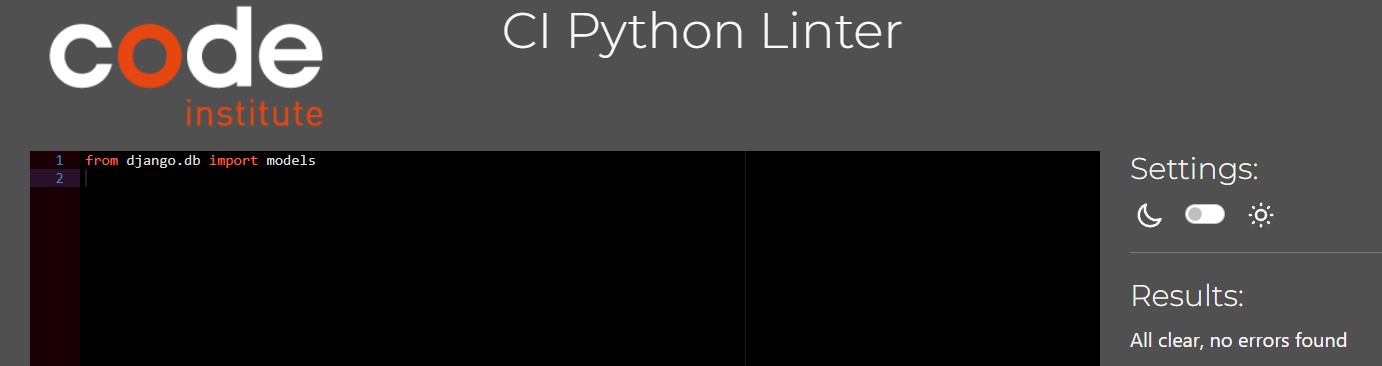 code
institute
CI Python Linter
1 from django.db import models
2
Settings:
Results:
All clear, no errors found